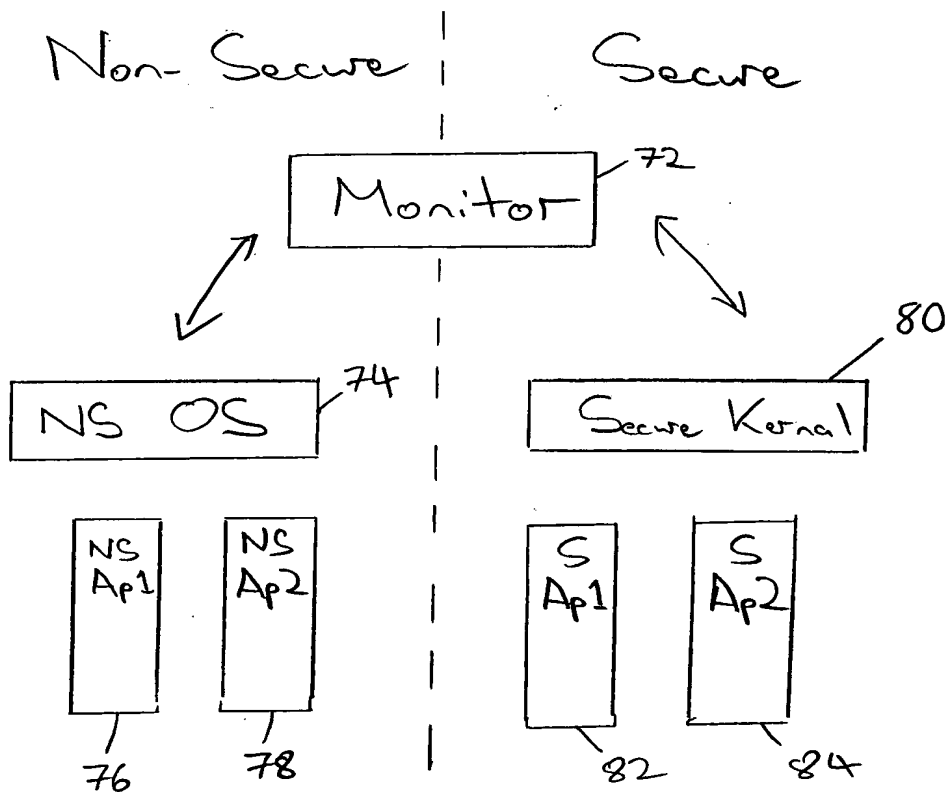 Non-Secure
Secure
Monitor
72
80
74
NS OS
Secure Kernal
NS
Ap1
NS
Ap2
S
Ap1
S
Ap2
76
78
82
84